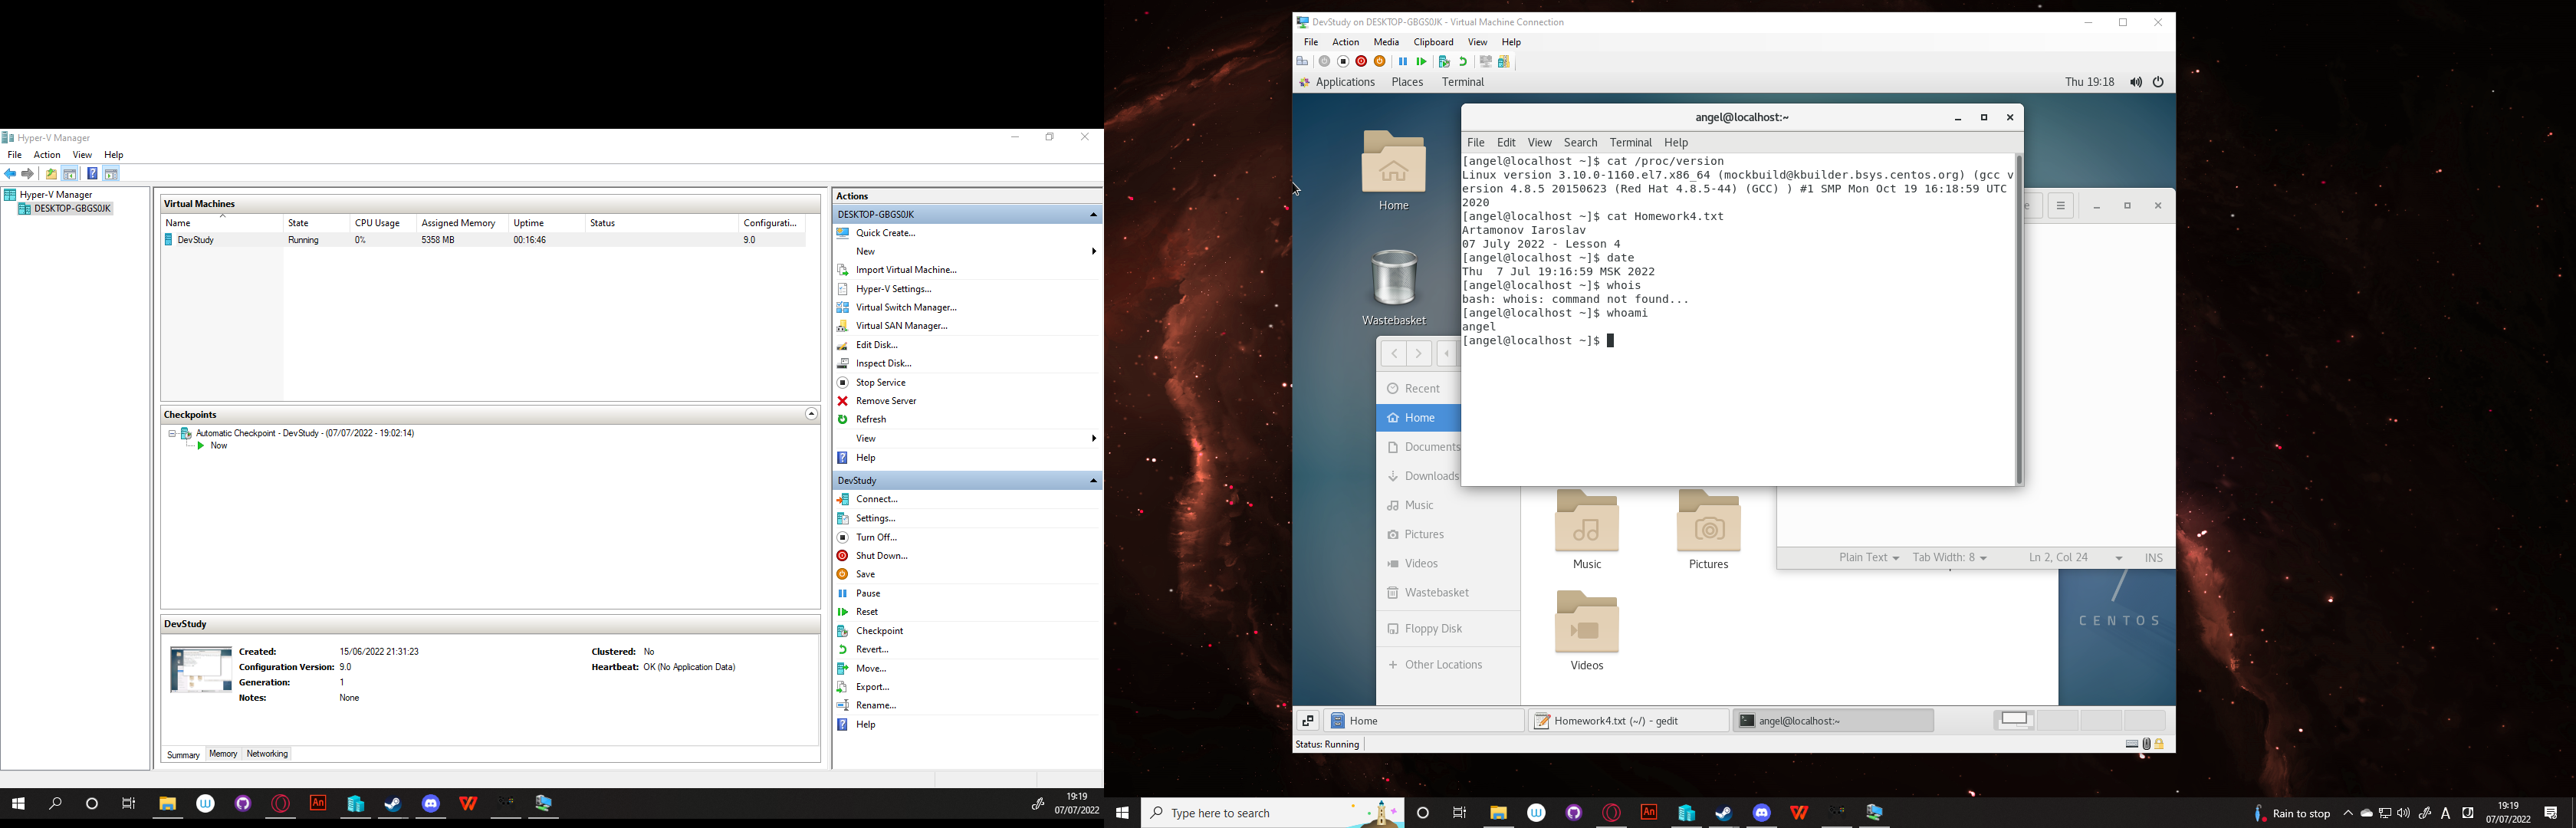 Hyper-V Manager
File Action View Help
Hyper-V Manager
DESKTOP-GBGS0JK
Virtual Machines
Name State CPU Usage Assigned Memory Uptime Status Configurati...
DevStudy Running 0% 5358 MB 00:16:46 9.0
Checkpoints
Automatic Checkpoint - DevStudy - (07/07/2022 - 19:02:14)
Now
DevStudy
Created: 15/06/2022 21:31:23 Clustered: No
Configuration Version: 9.0 Heartbeat: OK (No Application Data)
Generation: 1
Notes: None
Summary Memory Networking
Actions
DESKTOP-GBGS0JK
Quick Create...
New
Import Virtual Machine...
Hyper-V Settings...
Virtual Switch Manager...
Virtual SAN Manager...
Edit Disk...
Inspect Disk...
Stop Service
Remove Server
Refresh
View
Help
DevStudy
Connect...
Settings...
Turn Off...
Shut Down...
Save
Pause
Reset
Checkpoint
Revert...
Move...
Export...
Rename...
Help
An
19:19
07/07/2022
DevStudy on DESKTOP-GBGS0JK - Virtual Machine Connection
File Action Media Clipboard View Help
Applications Places Terminal Thu 19:18
Home
Wastebasket
angel@localhost:~
File Edit View Search Terminal Help
[angel@localhost ~]$ cat /proc/version
Linux version 3.10.0-1160.el7.x86_64 (mockbuild@kbuilder.bsys.centos.org) (gcc v
ersion 4.8.5 20150623 (Red Hat 4.8.5-44) (GCC) ) #1 SMP Mon Oct 19 16:18:59 UTC
2020
[angel@localhost ~]$ cat Homework4.txt
Artamonov Iaroslav
07 July 2022 - Lesson 4
[angel@localhost ~]$ date
Thu  7 Jul 19:16:59 MSK 2022
[angel@localhost ~]$ whois
bash: whois: command not found...
[angel@localhost ~]$ whoami
angel
[angel@localhost ~]$
Recent
Home
Documents
Downloads
Music
Pictures
Videos
Wastebasket
Floppy Disk
Other Locations
Music Pictures
Videos
Plain Text Tab Width: 8 Ln 2, Col 24 INS
7
CENTOS
Home Homework4.txt (~/) - gedit angel@localhost:~
Status: Running
Type here to search
An
Rain to stop
A
19:19
07/07/2022